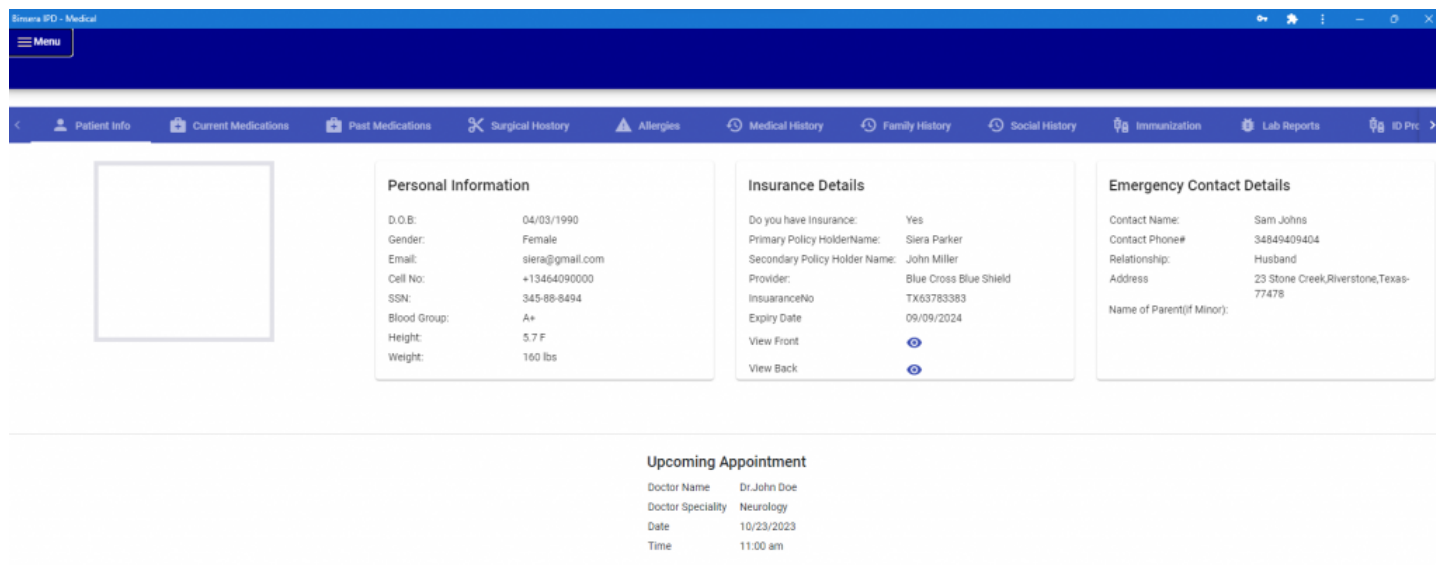 Binsera IPD - Medical
Menu
Patient Info Current Medications Past Medications Surgical Hostory Allergies Medical History Family History Social History Immunization Lab Reports ID Prc
Personal Information
D.O.B: 04/03/1990
Gender: Female
Email: siera@gmail.com
Cell No: +13464090000
SSN: 345-88-8494
Blood Group: A+
Height: 5.7 F
Weight: 160 lbs
Insurance Details
Do you have Insurance: Yes
Primary Policy HolderName: Siera Parker
Secondary Policy Holder Name: John Miller
Provider: Blue Cross Blue Shield
InsuaranceNo TX63783383
Expiry Date 09/09/2024
View Front
View Back
Emergency Contact Details
Contact Name: Sam Johns
Contact Phone# 34849409404
Relationship: Husband
Address 23 Stone Creek,Riverstone,Texas-
77478
Name of Parent(if Minor):
Upcoming Appointment
Doctor Name Dr.John Doe
Doctor Speciality Neurology
Date 10/23/2023
Time 11:00 am